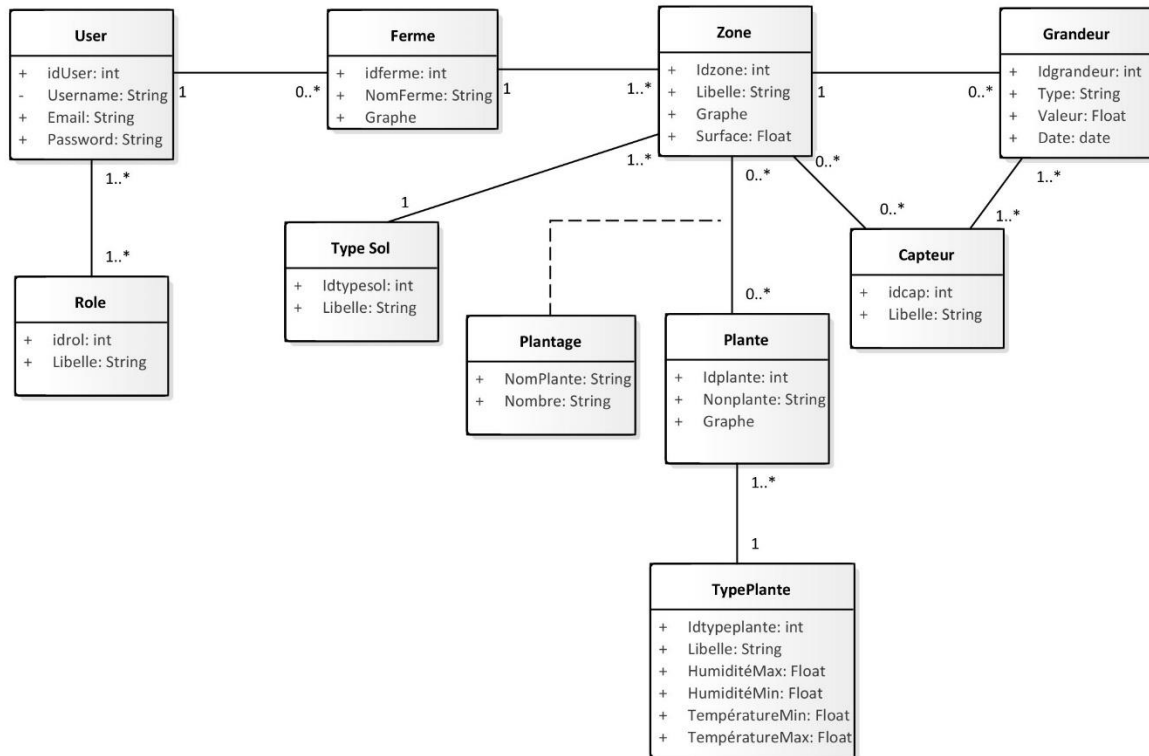 User
+ idUser: int
- Username: String
+ Email: String
+ Password: String
1
0..*
Ferme
+ idferme: int
+ NomFerme: String
+ Graphe
1
1..*
Zone
+ Idzone: int
+ Libelle: String
+ Graphe
+ Surface: Float
1
0..*
Grandeur
+ Idgrandeur: int
+ Type: String
+ Valeur: Float
+ Date: date
1..*
1..*
1..*
1
0..*
0..*
0..*
1..*
1..*
Role
+ idrol: int
+ Libelle: String
Type Sol
+ Idtypesol: int
+ Libelle: String
Capteur
+ idcap: int
+ Libelle: String
0..*
Plantage
+ NomPlante: String
+ Nombre: String
Plante
+ Idplante: int
+ Nonplante: String
+ Graphe
1..*
1
TypePlante
+ Idtypeplante: int
+ Libelle: String
+ HumiditéMax: Float
+ HumiditéMin: Float
+ TempératureMin: Float
+ TempératureMax: Float